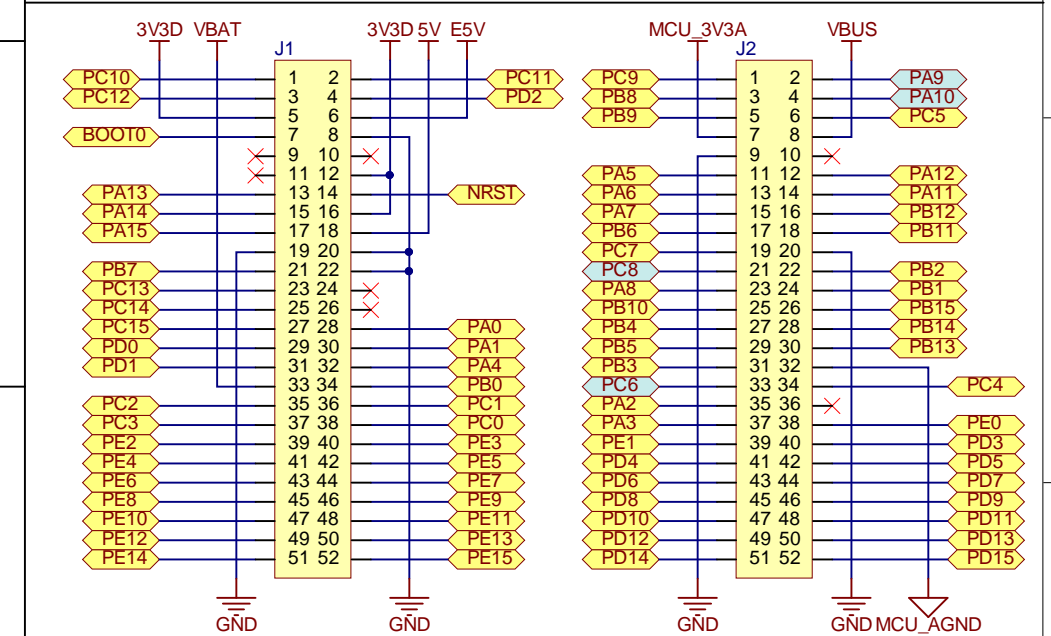 3V3D VBAT 3V3D 5V E5V MCU_3V3A VBUS
J1 J2
PC10 1 2 PC11 PC9 1 2 PA9
PC12 3 4 PD2 PB8 3 4 PA10
5 6 PB9 5 6 PC5
BOOT0 7 8 7 8
9 10 9 10
11 12 PA5 11 12 PA12
PA13 13 14 NRST PA6 13 14 PA11
PA14 15 16 PA7 15 16 PB12
PA15 17 18 PB6 17 18 PB11
19 20 PC7 19 20
PB7 21 22 PC8 21 22 PB2
PC13 23 24 PA8 23 24 PB1
PC14 25 26 PB10 25 26 PB15
PC15 27 28 PA0 PB4 27 28 PB14
PD0 29 30 PA1 PB5 29 30 PB13
PD1 31 32 PA4 PB3 31 32
33 34 PB0 PC6 33 34 PC4
PC2 35 36 PC1 PA2 35 36
PC3 37 38 PC0 PA3 37 38 PE0
PE2 39 40 PE3 PE1 39 40 PD3
PE4 41 42 PE5 PD4 41 42 PD5
PE6 43 44 PE7 PD6 43 44 PD7
PE8 45 46 PE9 PD8 45 46 PD9
PE10 47 48 PE11 PD10 47 48 PD11
PE12 49 50 PE13 PD12 49 50 PD13
PE14 51 52 PE15 PD14 51 52 PD15
GND GND GND GND MCU_AGND